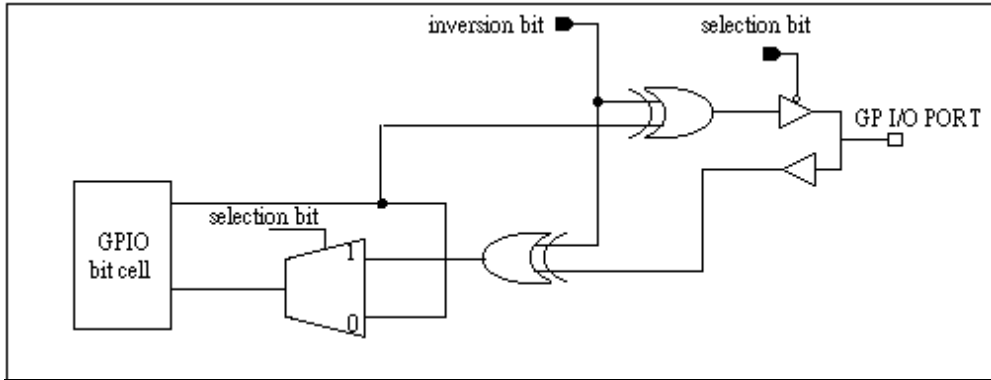 inversion bit
selection bit
GP I/O PORT
selection bit
GPIO
bit cell
1
0